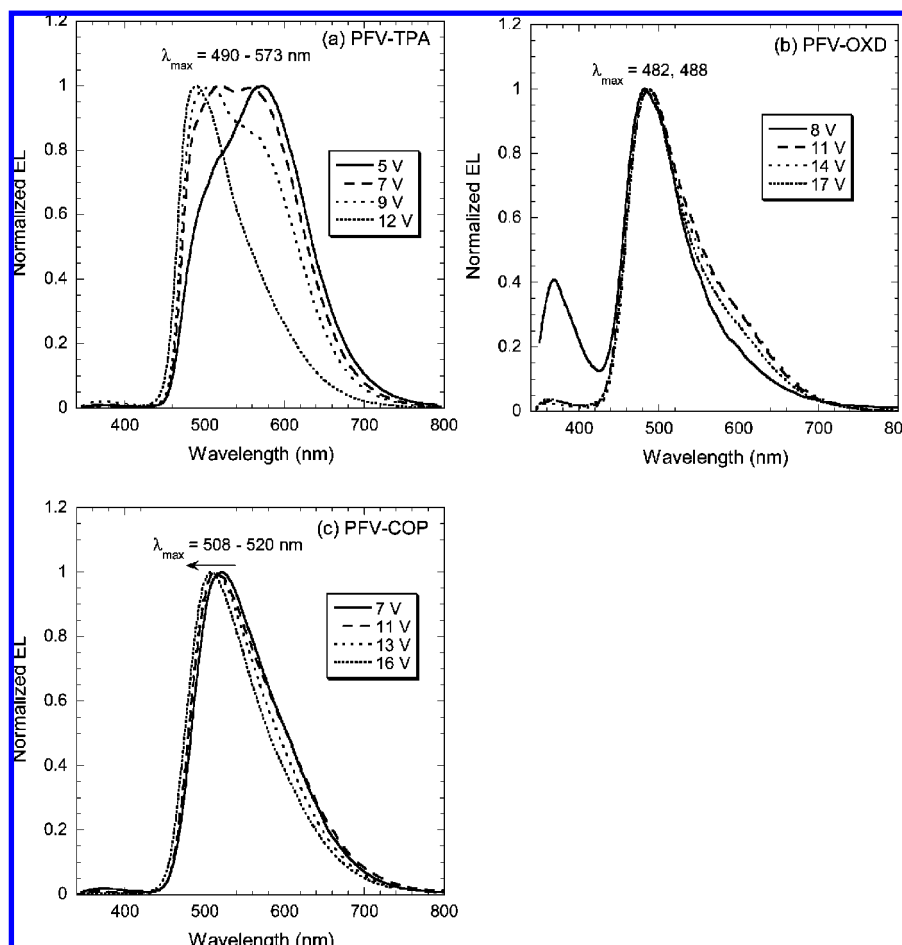 (a) PFV-TPA
λmax = 490 - 573 nm
5 V
7 V
9 V
12 V
Normalized EL
1.2
1
0.8
0.6
0.4
0.2
0
400 500 600 700 800
Wavelength (nm)
(b) PFV-OXD
λmax = 482, 488
8 V
11 V
14 V
17 V
Normalized EL
1.2
1
0.8
0.6
0.4
0.2
0
400 500 600 700 800
Wavelength (nm)
(c) PFV-COP
λmax = 508 - 520 nm
7 V
11 V
13 V
16 V
Normalized EL
1.2
1
0.8
0.6
0.4
0.2
0
400 500 600 700 800
Wavelength (nm)